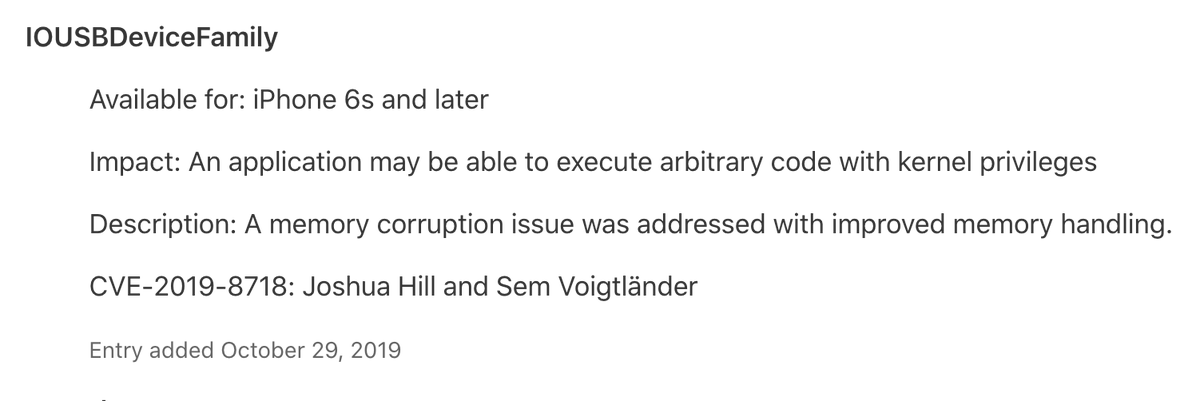 IOUSBDeviceFamily
Available for: iPhone 6s and later
Impact: An application may be able to execute arbitrary code with kernel privileges
Description: A memory corruption issue was addressed with improved memory handling.
CVE-2019-8718: Joshua Hill and Sem Voigtländer
Entry added October 29, 2019